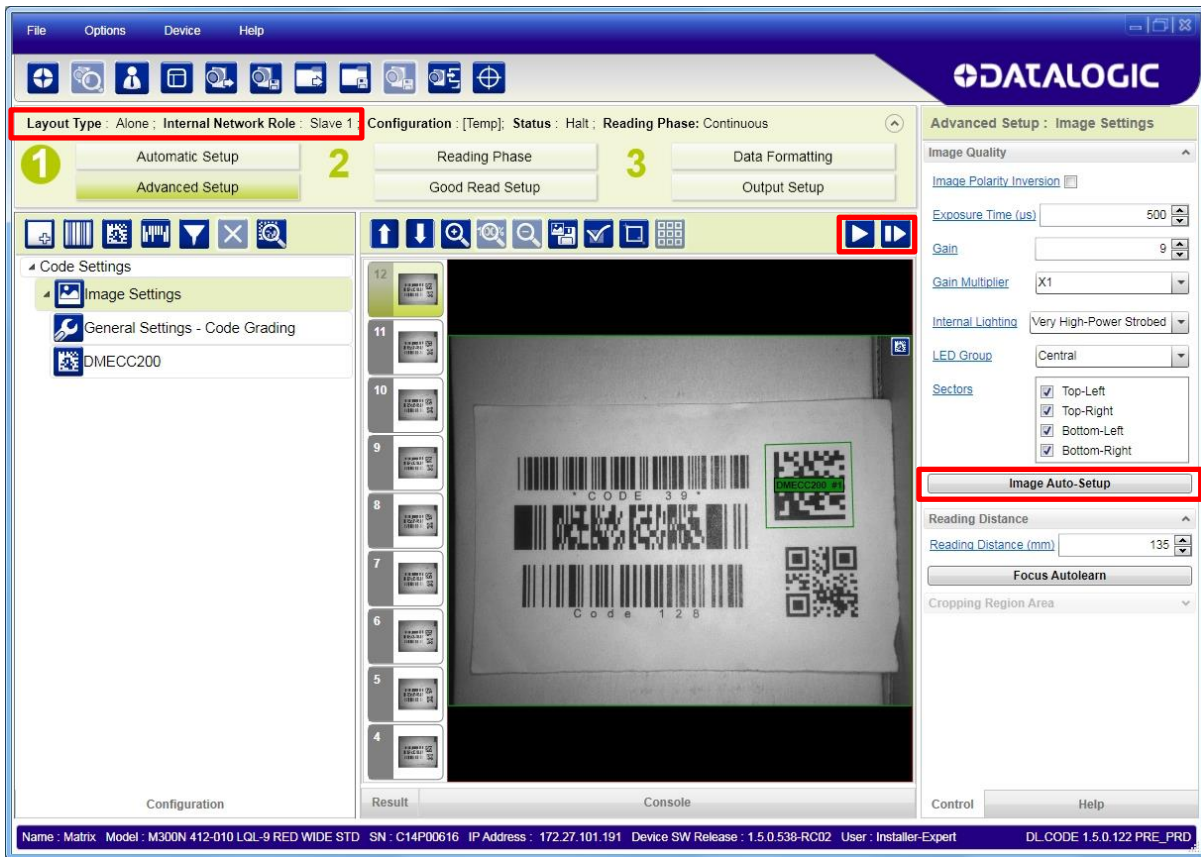 File Options Device Help
DATALOGIC
Layout Type : Alone ; Internal Network Role : Slave 1 ; Configuration : [Temp]; Status : Halt ; Reading Phase: Continuous
1 Automatic Setup 2 Reading Phase 3 Data Formatting
Advanced Setup Good Read Setup Output Setup
Code Settings
Image Settings
General Settings - Code Grading
DMECC200
Configuration
100%
12
11
10
9
8
7
6
5
4
* CODE 39 *
DMECC200 #1
Code 128
Result Console
Advanced Setup : Image Settings
Image Quality
Image Polarity Inversion
Exposure Time (us) 500
Gain 9
Gain Multiplier X1
Internal Lighting Very High-Power Strobed
LED Group Central
Sectors Top-Left
Top-Right
Bottom-Left
Bottom-Right
Image Auto-Setup
Reading Distance
Reading Distance (mm) 135
Focus Autolearn
Cropping Region Area
Control Help
Name : Matrix Model : M300N 412-010 LQL-9 RED WIDE STD SN : C14P00616 IP Address : 172.27.101.191 Device SW Release : 1.5.0.538-RC02 User : Installer-Expert DL.CODE 1.5.0.122 PRE_PRD